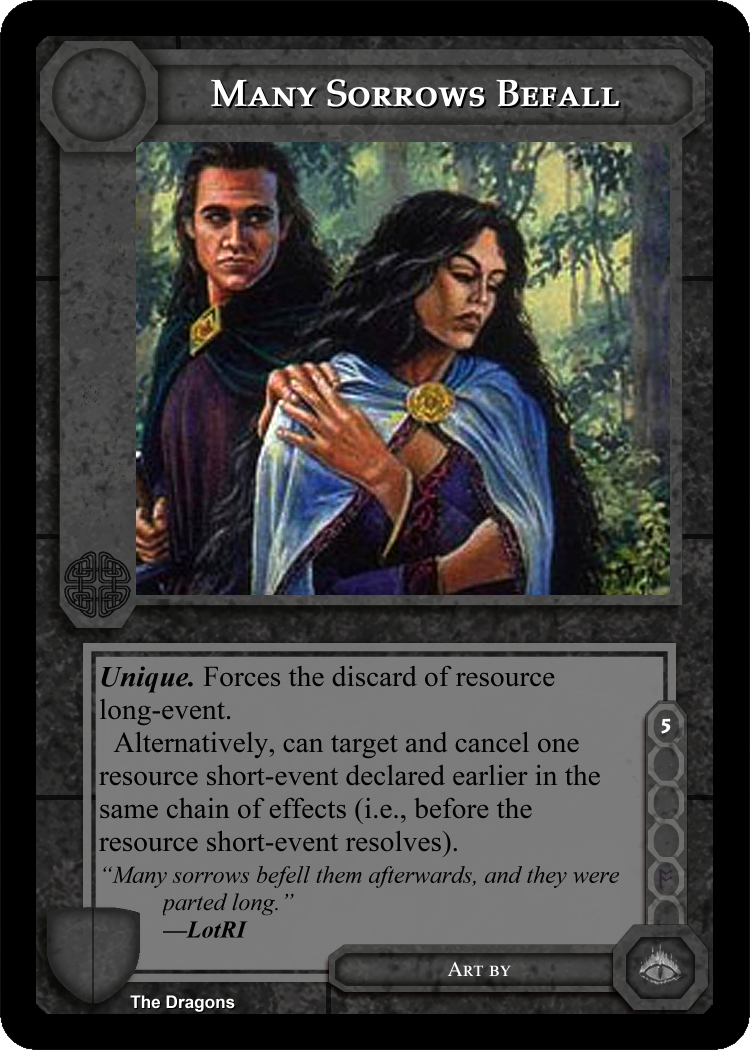 Many Sorrows Befall
Unique. Forces the discard of resource
long-event.
Alternatively, can target and cancel one
resource short-event declared earlier in the
same chain of effects (i.e., before the
resource short-event resolves).
5
“Many sorrows befell them afterwards, and they were
parted long.”
—LotRI
Art by
The Dragons